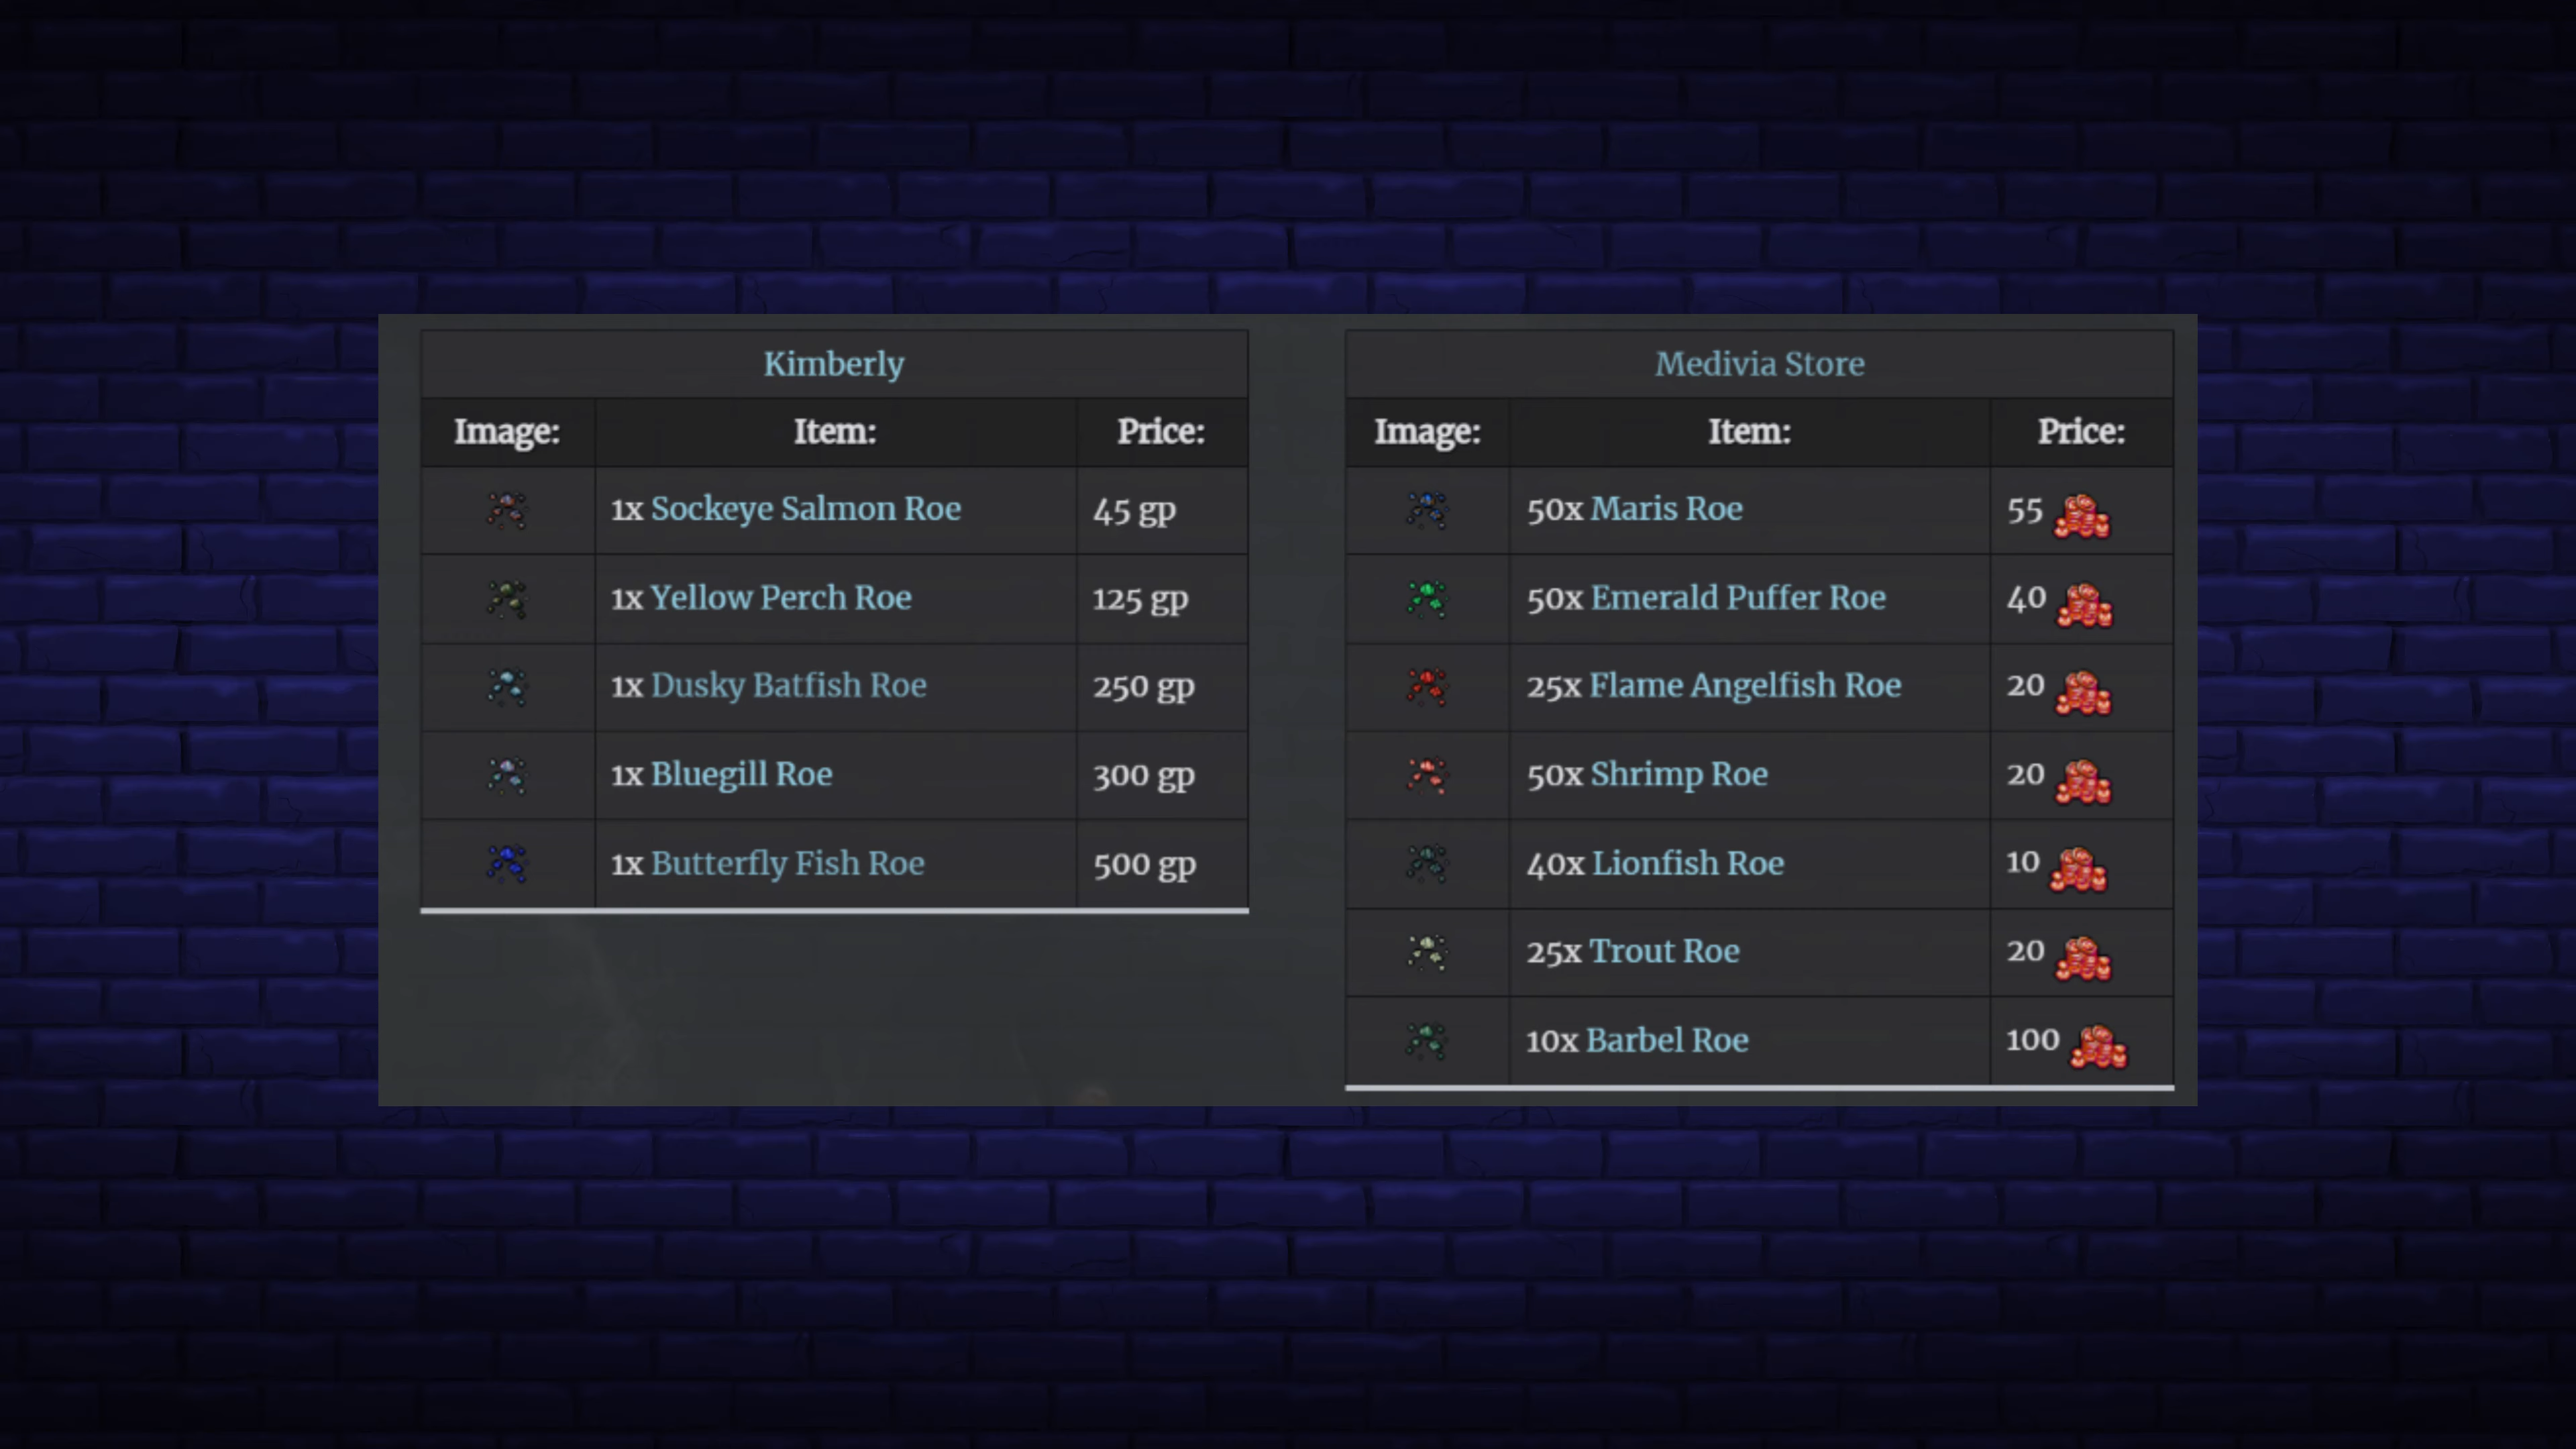 Kimberly
Image: Item: Price:
1x Sockeye Salmon Roe 45 gp
1x Yellow Perch Roe 125 gp
1x Dusky Batfish Roe 250 gp
1x Bluegill Roe 300 gp
1x Butterfly Fish Roe 500 gp
Medivia Store
Image: Item: Price:
50x Maris Roe 55
50x Emerald Puffer Roe 40
25x Flame Angelfish Roe 20
50x Shrimp Roe 20
40x Lionfish Roe 10
25x Trout Roe 20
10x Barbel Roe 100